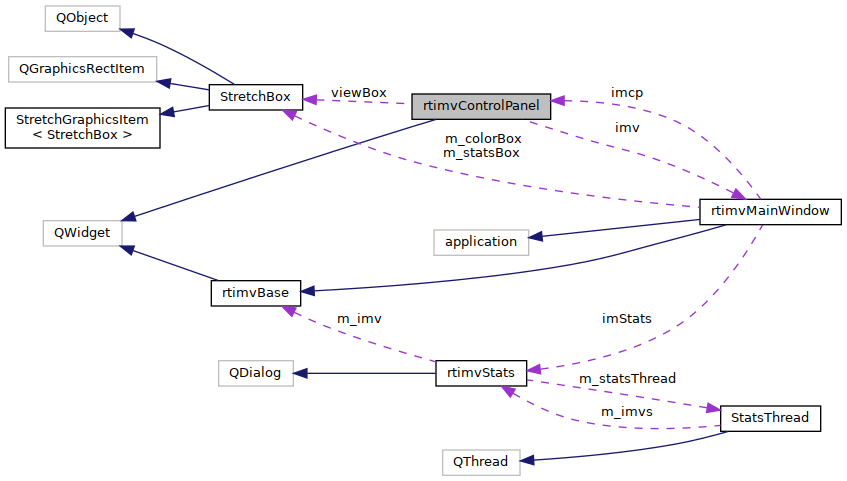 QObject
QGraphicsRectItem
StretchBox
StretchGraphicsItem
< StretchBox >
viewBox
rtimvControlPanel
imcp
imv
m_colorBox
m_statsBox
rtimvMainWindow
QWidget
application
rtimvBase
m_imv
imStats
QDialog
rtimvStats
m_statsThread
m_imvs
StatsThread
QThread